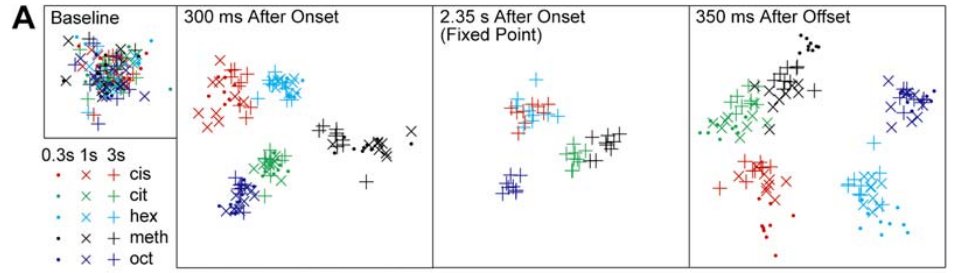 A
Baseline
300 ms After Onset
2.35 s After Onset
(Fixed Point)
350 ms After Offset
0.3s 1s 3s
cis
cit
hex
meth
oct